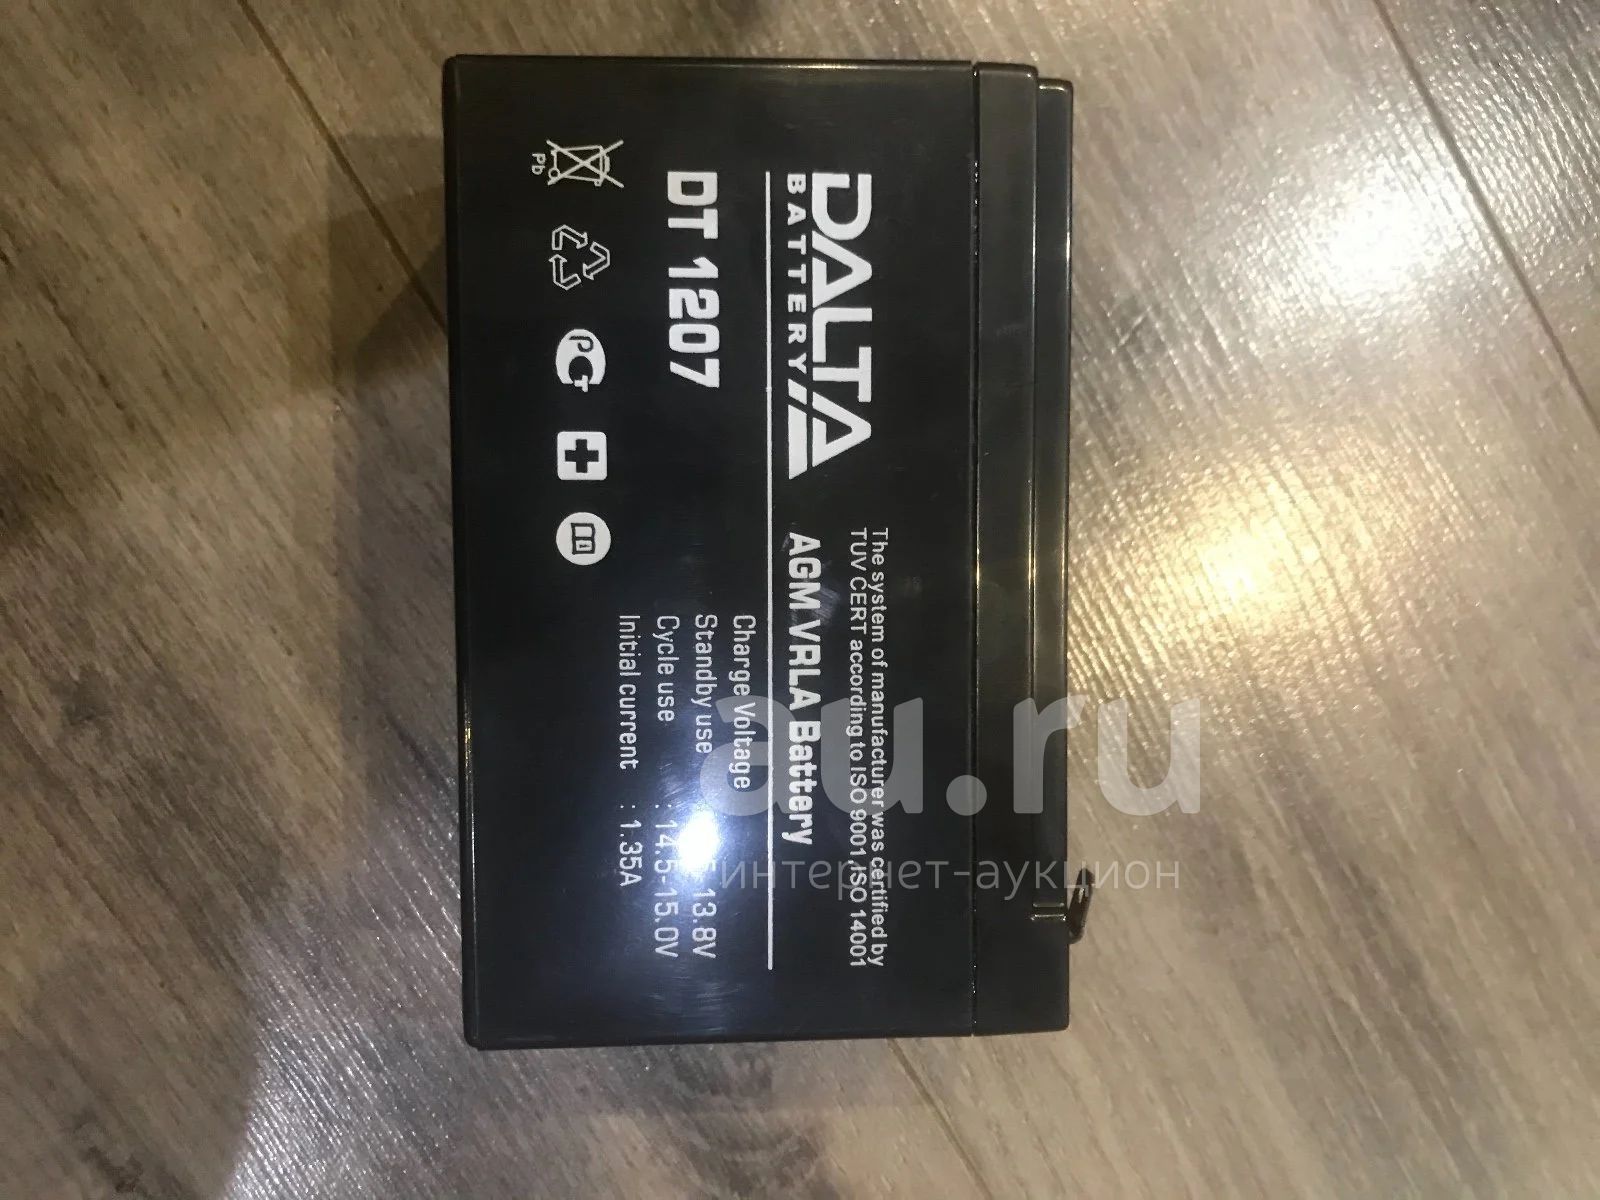 The system of manufacturer was certified by
TUV CERT according to ISO 9001, ISO 14001
DALTA
BATTERY
AGM VRLA Battery
DT 1207
Charge Voltage
Standby use : 13.8V
Cycle use : 14.5-15.0V
Initial current : 1.35A
Pb
РСТ
au.ru
интернет-аукцион